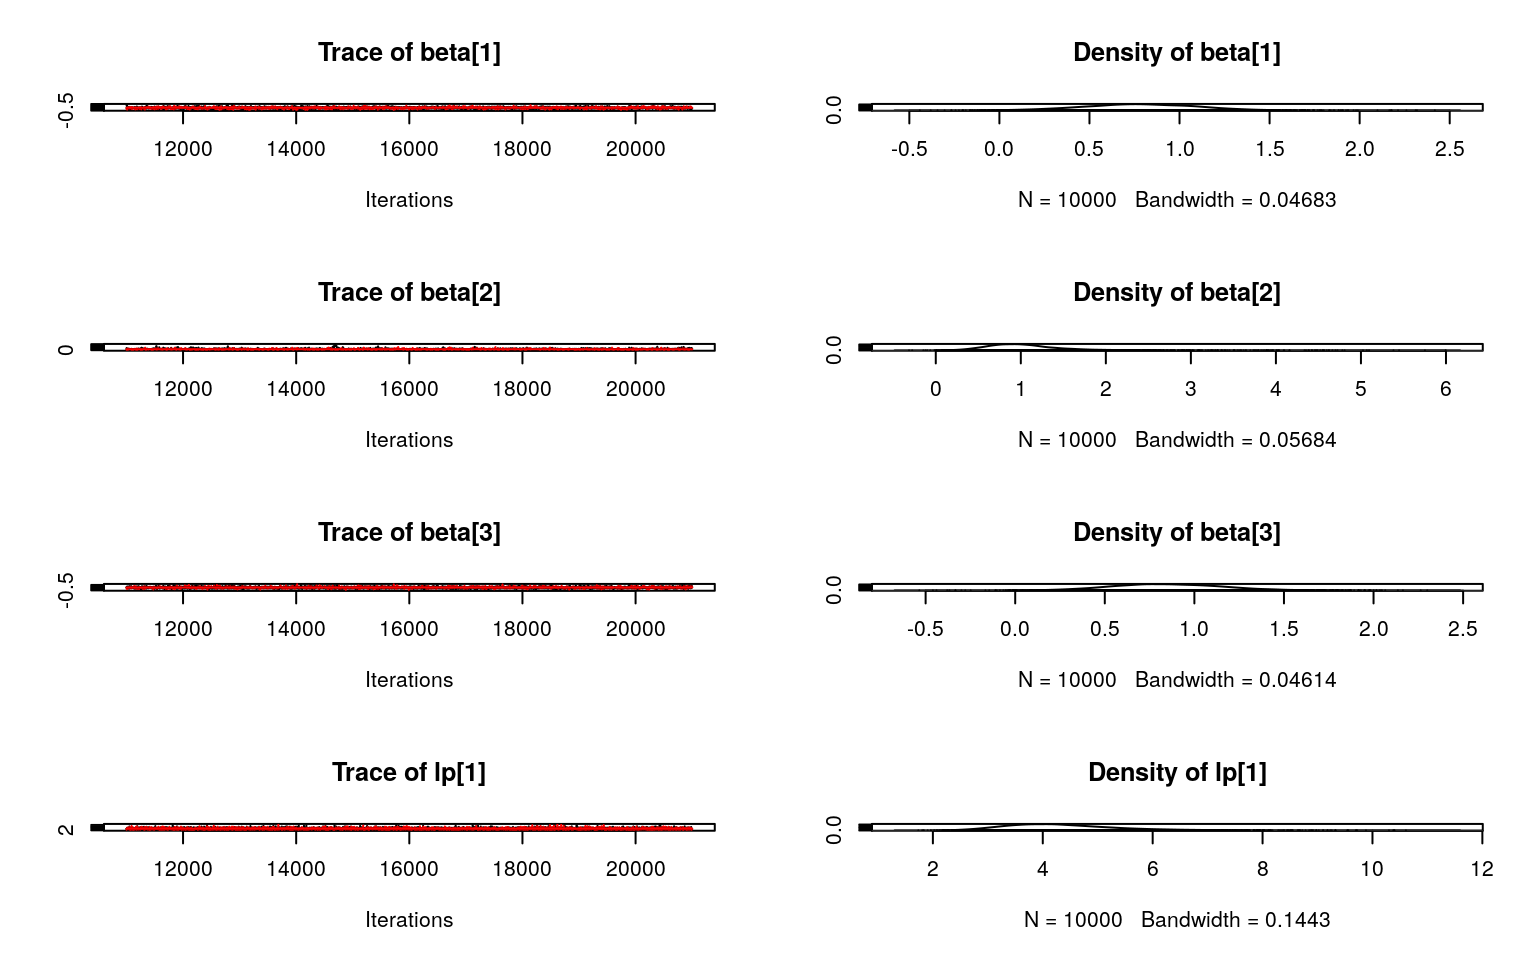 Trace of beta[1]
-0.5
12000 14000 16000 18000 20000
Iterations
Density of beta[1]
0.0
-0.5 0.0 0.5 1.0 1.5 2.0 2.5
N = 10000 Bandwidth = 0.04683
Trace of beta[2]
0
12000 14000 16000 18000 20000
Iterations
Density of beta[2]
0.0
0 1 2 3 4 5 6
N = 10000 Bandwidth = 0.05684
Trace of beta[3]
-0.5
12000 14000 16000 18000 20000
Iterations
Density of beta[3]
0.0
-0.5 0.0 0.5 1.0 1.5 2.0 2.5
N = 10000 Bandwidth = 0.04614
Trace of lp[1]
2
12000 14000 16000 18000 20000
Iterations
Density of lp[1]
0.0
2 4 6 8 10 12
N = 10000 Bandwidth = 0.1443